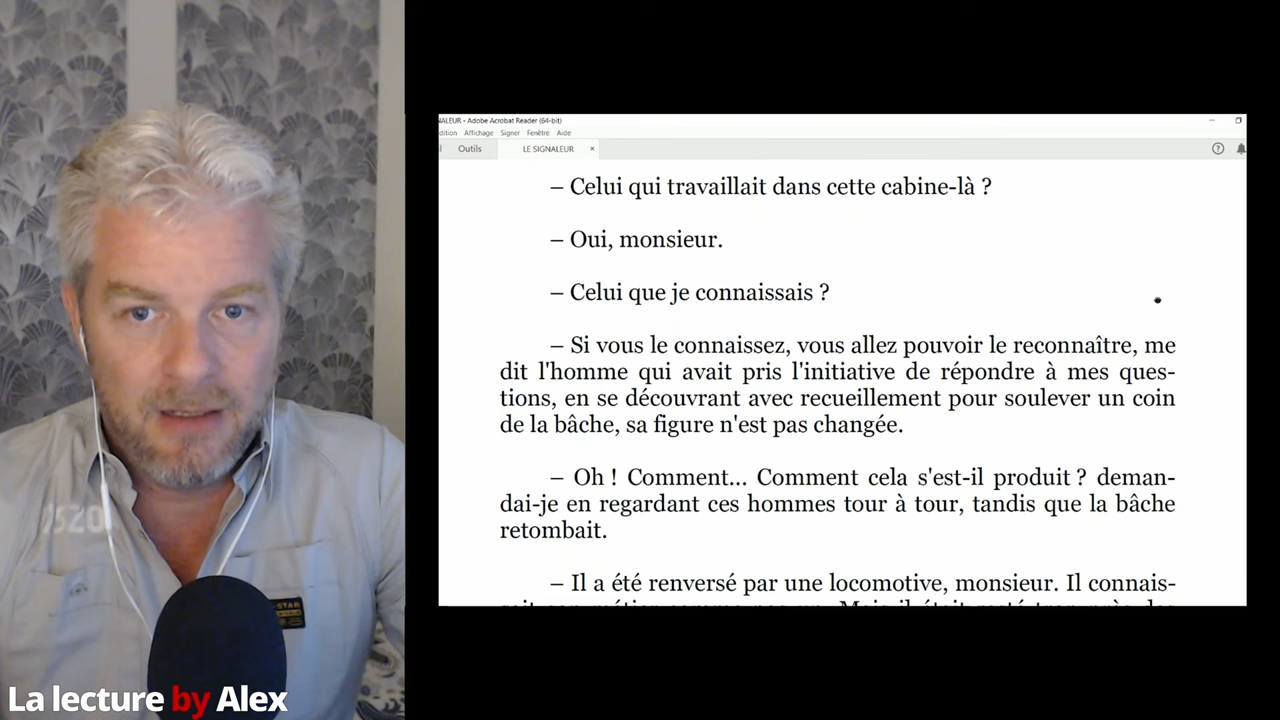 NALEUR - Adobe Acrobat Reader (64-bit)
dition Affichage Signer Fenêtre Aide
Outils LE SIGNALEUR ×
– Celui qui travaillait dans cette cabine-là ?
– Oui, monsieur.
– Celui que je connaissais ?
– Si vous le connaissez, vous allez pouvoir le reconnaître, me
dit l'homme qui avait pris l'initiative de répondre à mes ques-
tions, en se découvrant avec recueillement pour soulever un coin
de la bâche, sa figure n'est pas changée.
– Oh ! Comment... Comment cela s'est-il produit ? deman-
dai-je en regardant ces hommes tour à tour, tandis que la bâche
retombait.
– Il a été renversé par une locomotive, monsieur. Il connais-
La lecture by Alex